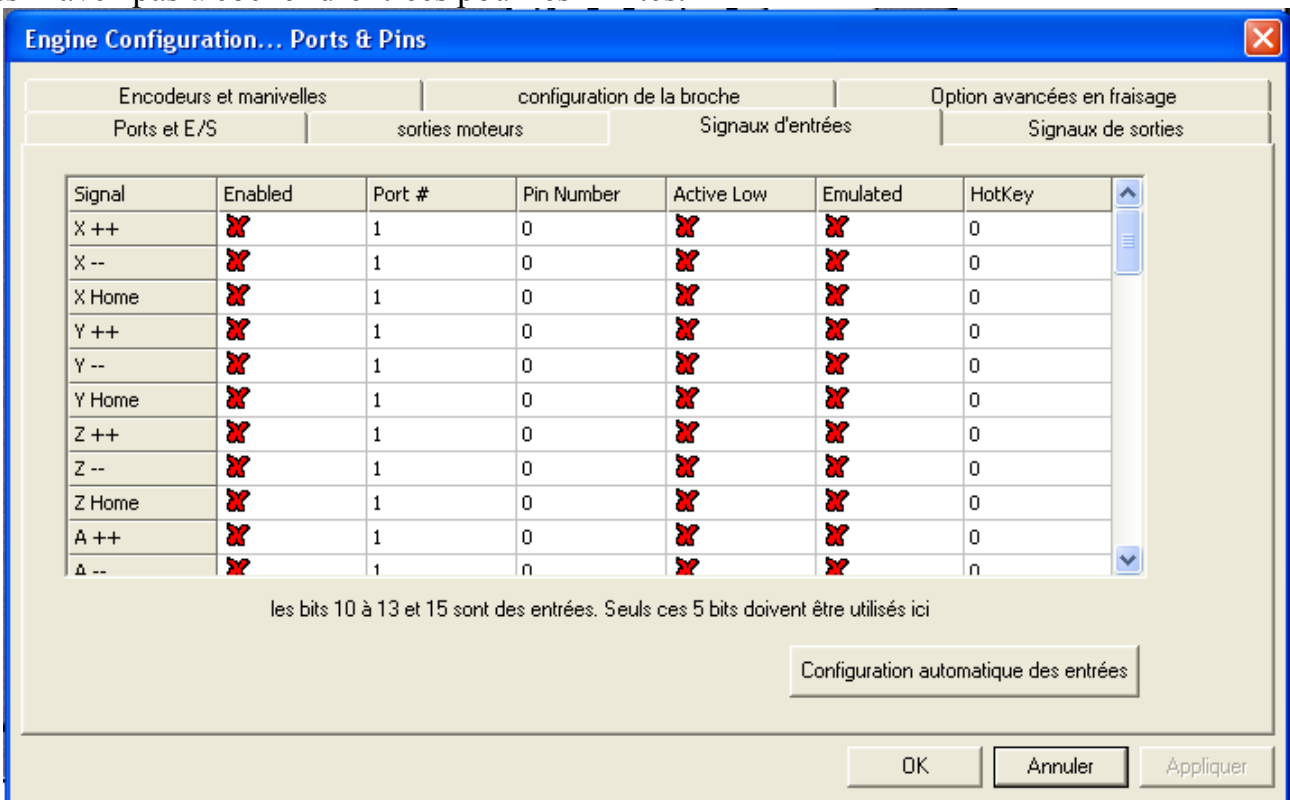 Engine Configuration... Ports & Pins
Encodeurs et manivelles configuration de la broche Option avancées en fraisage
Ports et E/S sorties moteurs Signaux d'entrées Signaux de sorties
Signal Enabled Port # Pin Number Active Low Emulated HotKey
X ++ 1 0 0
X -- 1 0 0
X Home 1 0 0
Y ++ 1 0 0
Y -- 1 0 0
Y Home 1 0 0
Z ++ 1 0 0
Z -- 1 0 0
Z Home 1 0 0
A ++ 1 0 0
A -- 1 0 0
les bits 10 à 13 et 15 sont des entrées. Seuls ces 5 bits doivent être utilisés ici
Configuration automatique des entrées
OK Annuler Appliquer